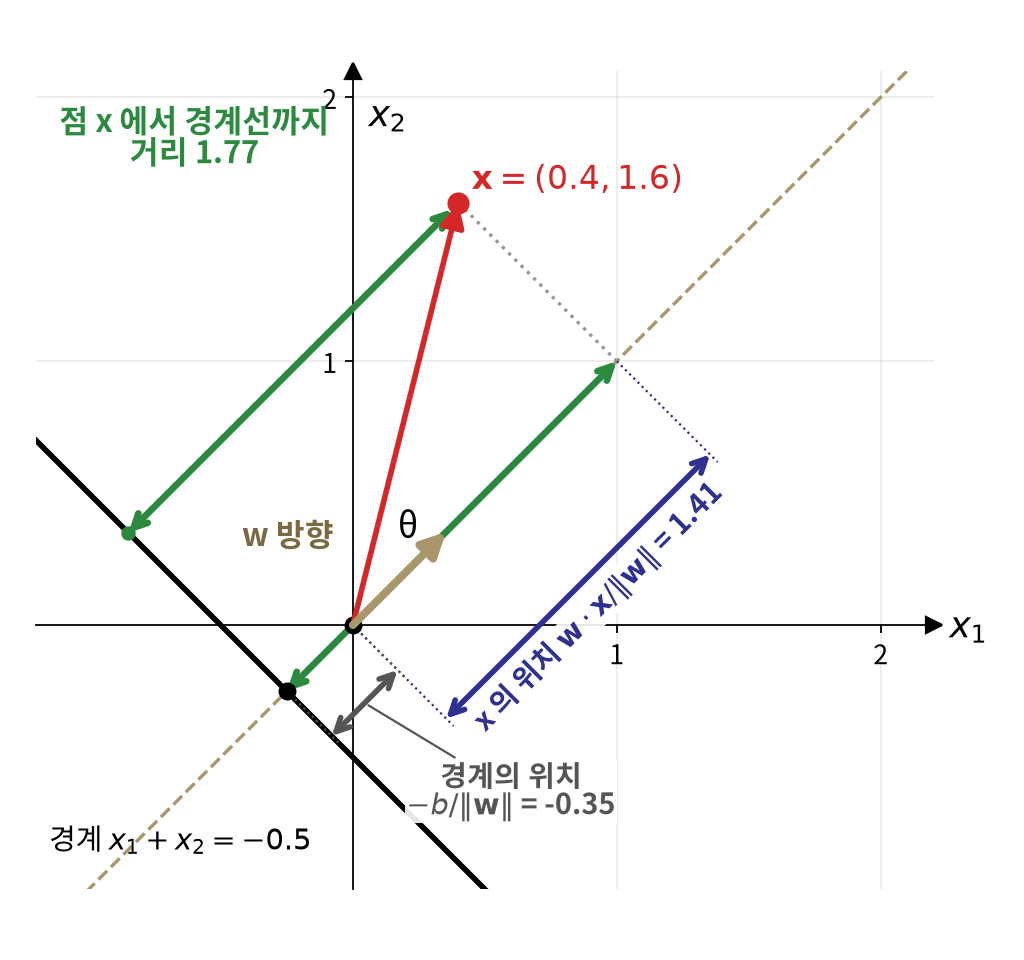 점 x 에서 경계선까지
거리 1.77
2
x₂
x = (0.4, 1.6)
1
θ
w 방향
x 의 위치 w · x/‖w‖ = 1.41
x₁
1
2
경계의 위치
−b/‖w‖ = -0.35
경계 x₁ + x₂ = −0.5